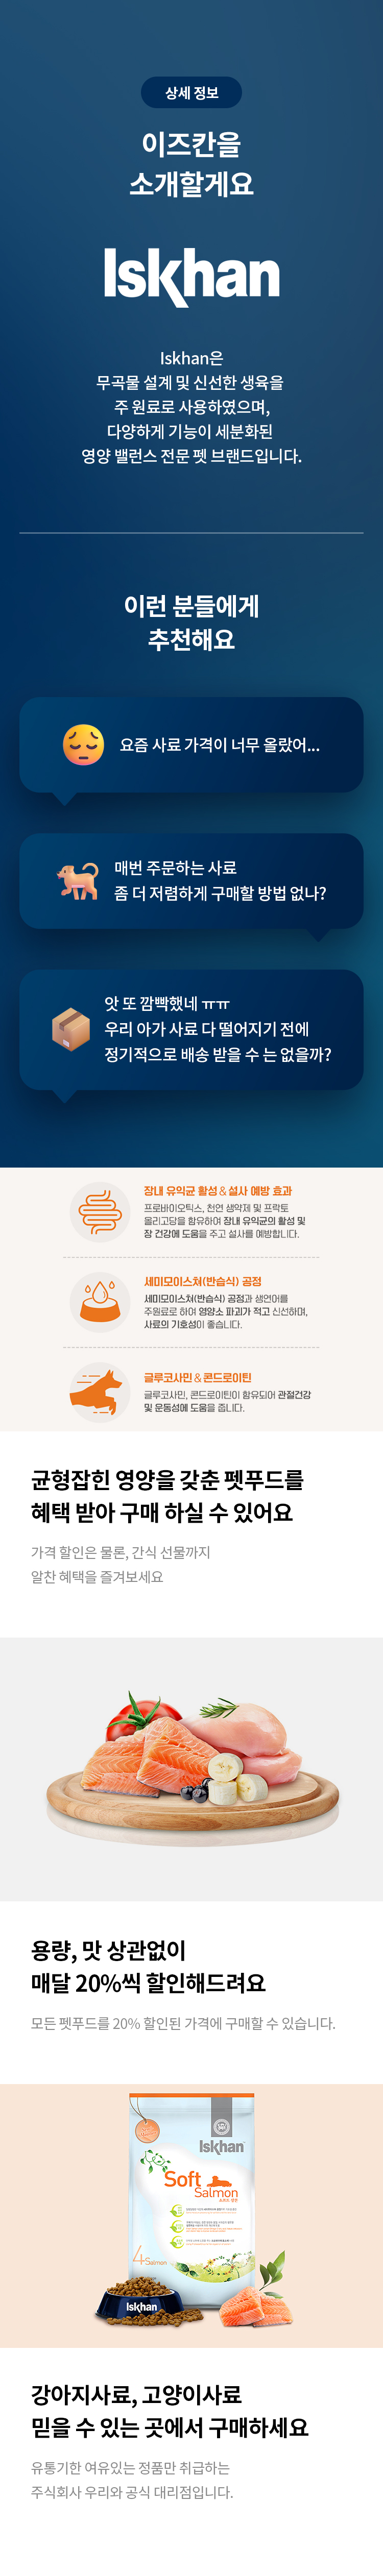 상세 정보
이즈칸을
소개할게요
Iskhan
Iskhan은
무곡물 설계 및 신선한 생육을
주 원료로 사용하였으며,
다양하게 기능이 세분화된
영양 밸런스 전문 펫 브랜드입니다.
이런 분들에게
추천해요
요즘 사료 가격이 너무 올랐어...
매번 주문하는 사료
좀 더 저렴하게 구매할 방법 없나?
앗 또 깜빡했네 ㅠㅠ
우리 아가 사료 다 떨어지기 전에
정기적으로 배송 받을 수 는 없을까?
장내 유익균 활성 & 설사 예방 효과
프로바이오틱스, 천연 생약제 및 프락토
올리고당을 함유하여 장내 유익균의 활성 및
장 건강에 도움을 주고 설사를 예방합니다.
세미모이스쳐(반습식) 공정
세미모이스쳐(반습식) 공정과 생연어를
주원료로 하여 영양소 파괴가 적고 신선하며,
사료의 기호성이 좋습니다.
글루코사민 & 콘드로이틴
글루코사민, 콘드로이틴이 함유되어 관절건강
및 운동성에 도움을 줍니다.
균형잡힌 영양을 갖춘 펫푸드를
혜택 받아 구매 하실 수 있어요
가격 할인은 물론, 간식 선물까지
알찬 혜택을 즐겨보세요
용량, 맛 상관없이
매달 20%씩 할인해드려요
모든 펫푸드를 20% 할인된 가격에 구매할 수 있습니다.
Iskhan
Soft
Salmon
소프트 살몬
4 Salmon
Iskhan
강아지사료, 고양이사료
믿을 수 있는 곳에서 구매하세요
유통기한 여유있는 정품만 취급하는
주식회사 우리와 공식 대리점입니다.